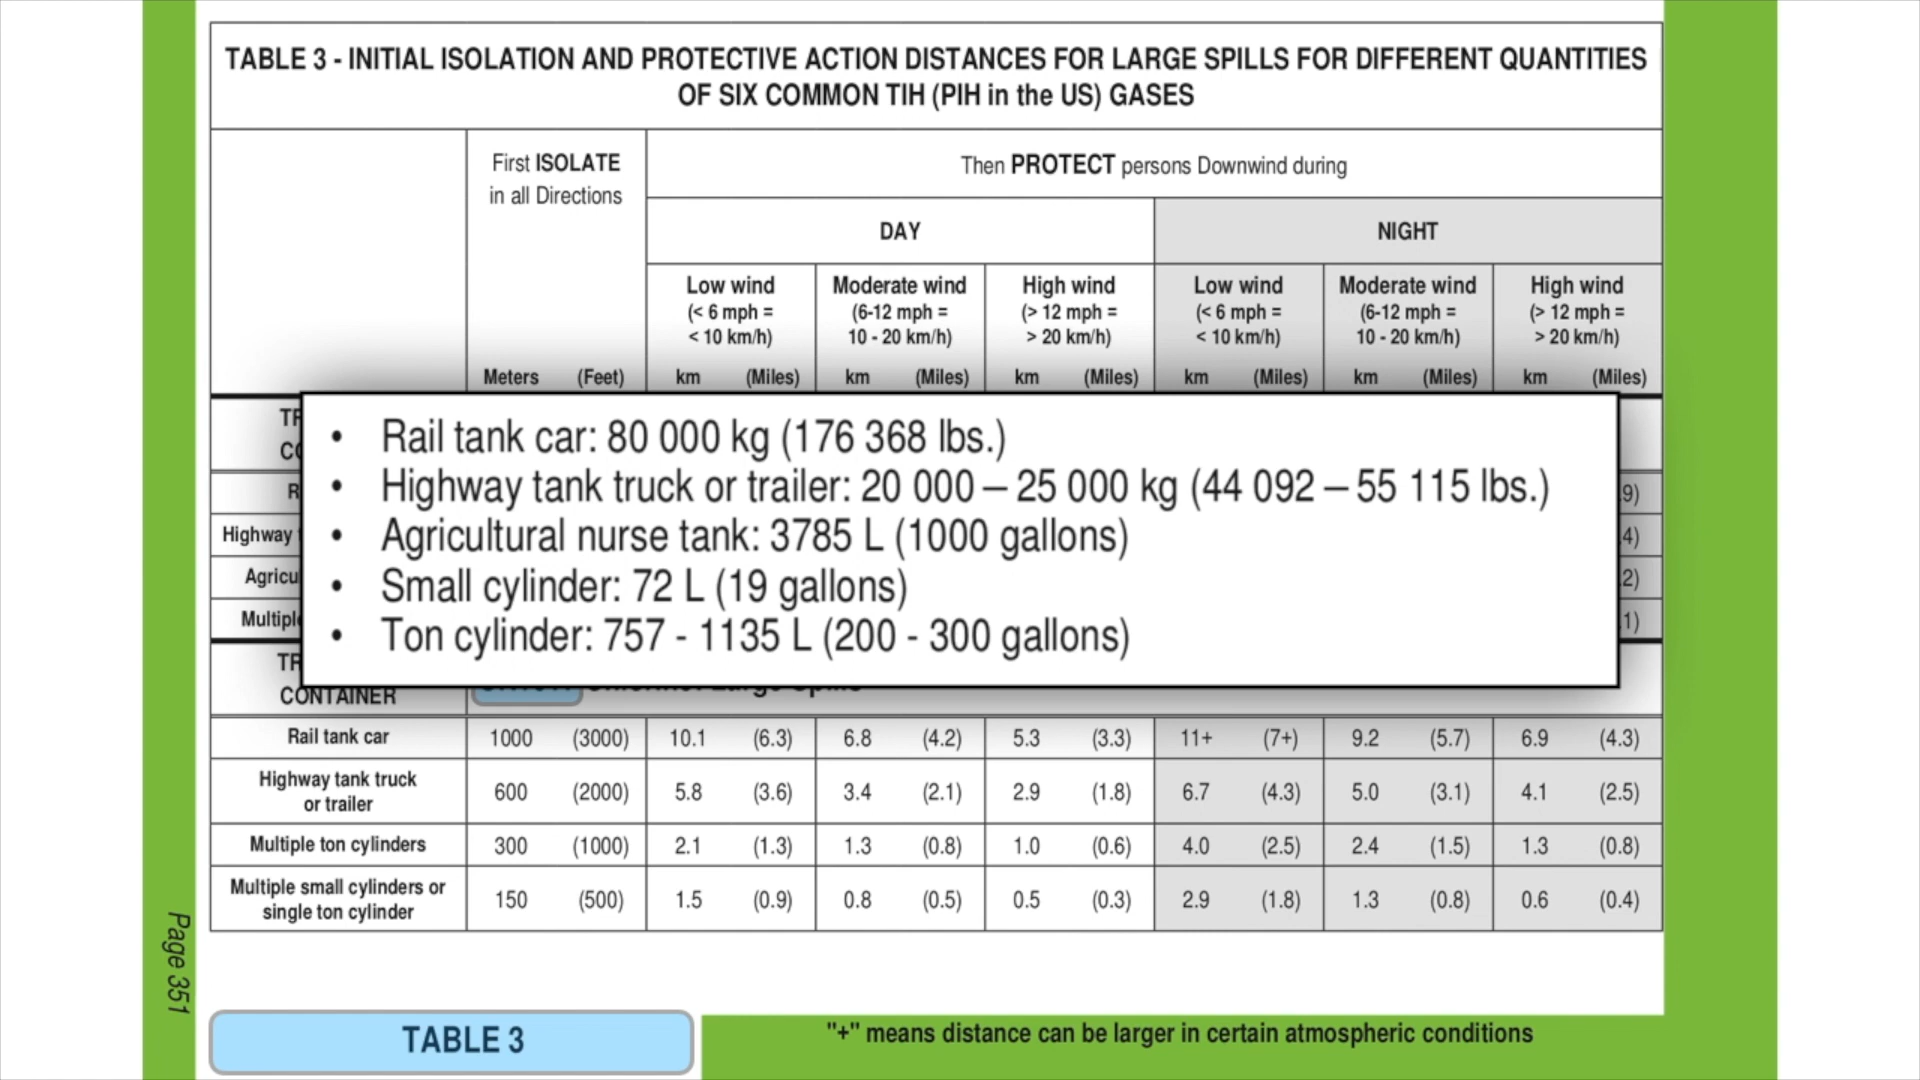 TABLE 3 - INITIAL ISOLATION AND PROTECTIVE ACTION DISTANCES FOR LARGE SPILLS FOR DIFFERENT QUANTITIES
OF SIX COMMON TIH (PIH in the US) GASES
First ISOLATE
in all Directions
Then PROTECT persons Downwind during
DAY NIGHT
Low wind Moderate wind High wind Low wind Moderate wind High wind
(< 6 mph = (6-12 mph = (> 12 mph = (< 6 mph = (6-12 mph = (> 12 mph =
< 10 km/h) 10 - 20 km/h) > 20 km/h) < 10 km/h) 10 - 20 km/h) > 20 km/h)
Meters (Feet) km (Miles) km (Miles) km (Miles) km (Miles) km (Miles) km (Miles)
• Rail tank car: 80 000 kg (176 368 lbs.)
• Highway tank truck or trailer: 20 000 – 25 000 kg (44 092 – 55 115 lbs.)
• Agricultural nurse tank: 3785 L (1000 gallons)
• Small cylinder: 72 L (19 gallons)
• Ton cylinder: 757 - 1135 L (200 - 300 gallons)
Highway
CONTAINER
Rail tank car 1000 (3000) 10.1 (6.3) 6.8 (4.2) 5.3 (3.3) 11+ (7+) 9.2 (5.7) 6.9 (4.3)
Highway tank truck
or trailer 600 (2000) 5.8 (3.6) 3.4 (2.1) 2.9 (1.8) 6.7 (4.3) 5.0 (3.1) 4.1 (2.5)
Multiple ton cylinders 300 (1000) 2.1 (1.3) 1.3 (0.8) 1.0 (0.6) 4.0 (2.5) 2.4 (1.5) 1.3 (0.8)
Multiple small cylinders or
single ton cylinder 150 (500) 1.5 (0.9) 0.8 (0.5) 0.5 (0.3) 2.9 (1.8) 1.3 (0.8) 0.6 (0.4)
Page 351
TABLE 3
"+" means distance can be larger in certain atmospheric conditions